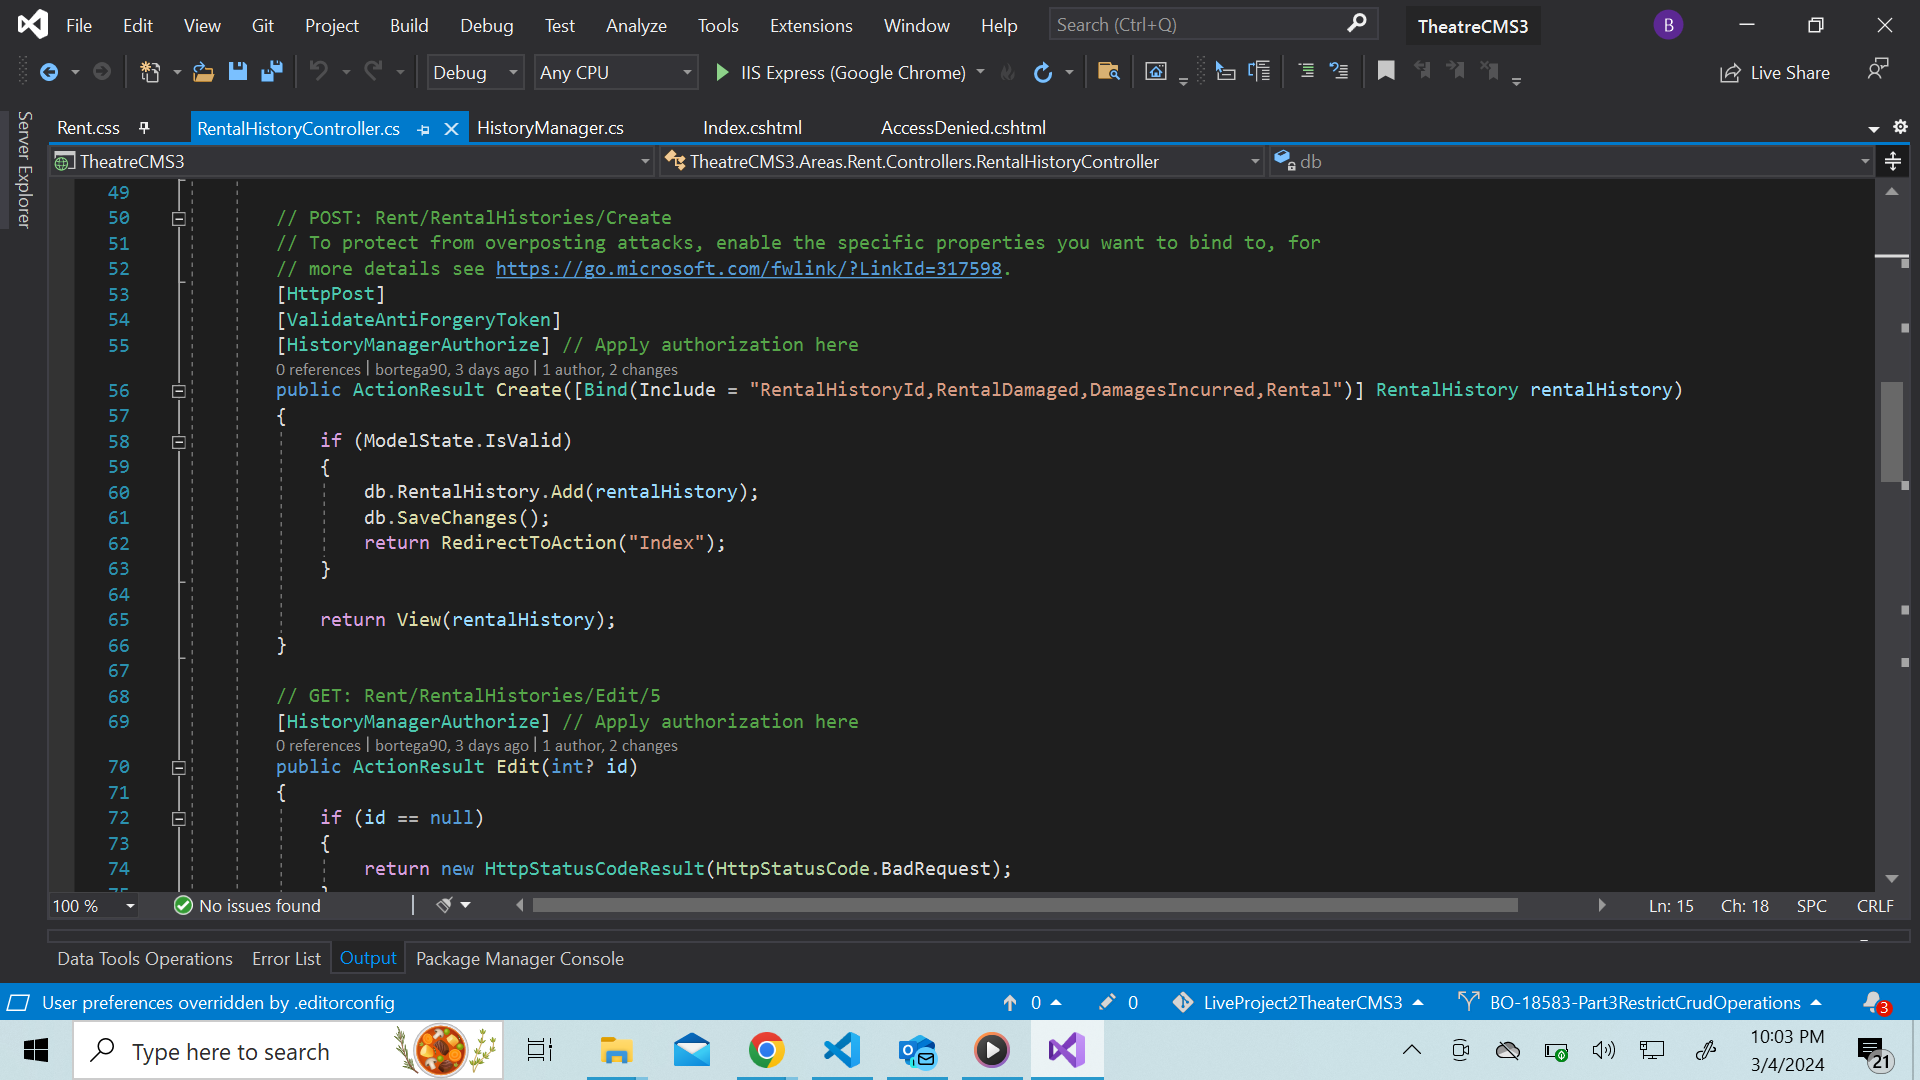 File Edit View Git Project Build Debug Test Analyze Tools Extensions Window Help Search (Ctrl+Q) TheatreCMS3 B
Debug Any CPU IIS Express (Google Chrome) Live Share
Server Explorer
Rent.css RentalHistoryController.cs HistoryManager.cs Index.cshtml AccessDenied.cshtml
TheatreCMS3 TheatreCMS3.Areas.Rent.Controllers.RentalHistoryController db
49
50 // POST: Rent/RentalHistories/Create
51 // To protect from overposting attacks, enable the specific properties you want to bind to, for
52 // more details see https://go.microsoft.com/fwlink/?LinkId=317598.
53 [HttpPost]
54 [ValidateAntiForgeryToken]
55 [HistoryManagerAuthorize] // Apply authorization here
0 references | bortega90, 3 days ago | 1 author, 2 changes
56 public ActionResult Create([Bind(Include = "RentalHistoryId,RentalDamaged,DamagesIncurred,Rental")] RentalHistory rentalHistory)
57 {
58 if (ModelState.IsValid)
59 {
60 db.RentalHistory.Add(rentalHistory);
61 db.SaveChanges();
62 return RedirectToAction("Index");
63 }
64
65 return View(rentalHistory);
66 }
67
68 // GET: Rent/RentalHistories/Edit/5
69 [HistoryManagerAuthorize] // Apply authorization here
0 references | bortega90, 3 days ago | 1 author, 2 changes
70 public ActionResult Edit(int? id)
71 {
72 if (id == null)
73 {
74 return new HttpStatusCodeResult(HttpStatusCode.BadRequest);
100 % No issues found Ln: 15 Ch: 18 SPC CRLF
Data Tools Operations Error List Output Package Manager Console
User preferences overridden by .editorconfig 0 0 LiveProject2TheaterCMS3 BO-18583-Part3RestrictCrudOperations 3
Type here to search 10:03 PM
3/4/2024 21